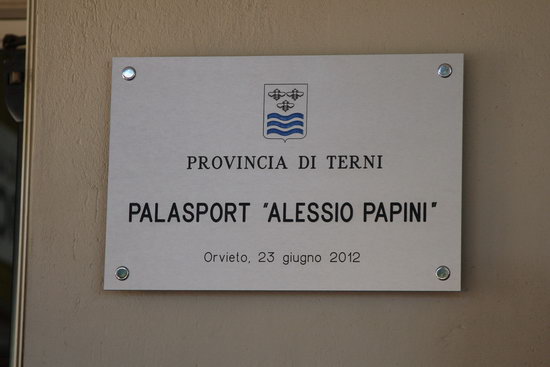 PROVINCIA DI TERNI
PALASPORT "ALESSIO PAPINI"
Orvieto, 23 giugno 2012